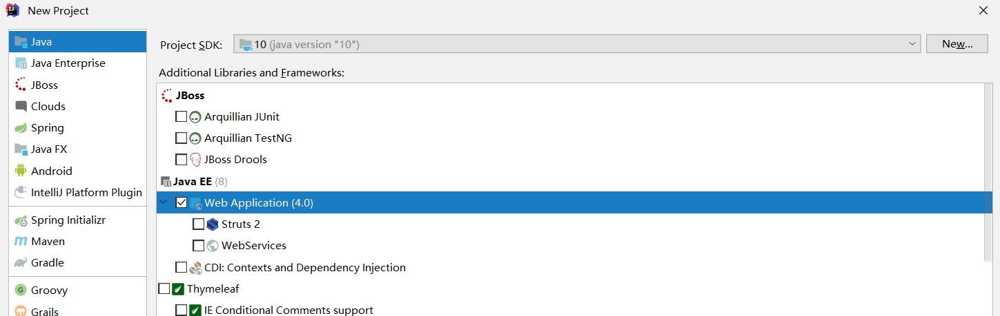 New Project
Java
Java Enterprise
JBoss
Clouds
Spring
Java FX
Android
IntelliJ Platform Plugin
Spring Initializr
Maven
Gradle
Groovy
Grails
Project SDK: 10 (java version "10") New...
Additional Libraries and Frameworks:
JBoss
Arquillian JUnit
Arquillian TestNG
JBoss Drools
Java EE (8)
Web Application (4.0)
Struts 2
WebServices
CDI: Contexts and Dependency Injection
Thymeleaf
IE Conditional Comments support